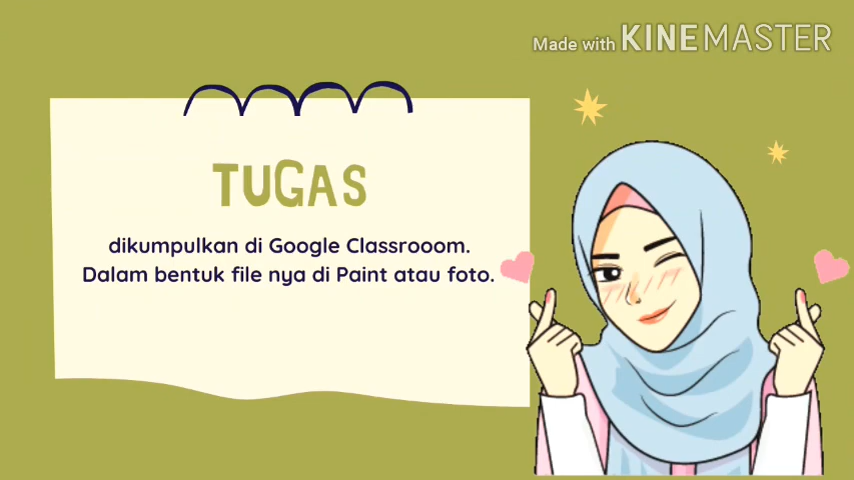 Made with KINEMASTER
TUGAS
dikumpulkan di Google Classrooom.
Dalam bentuk file nya di Paint atau foto.